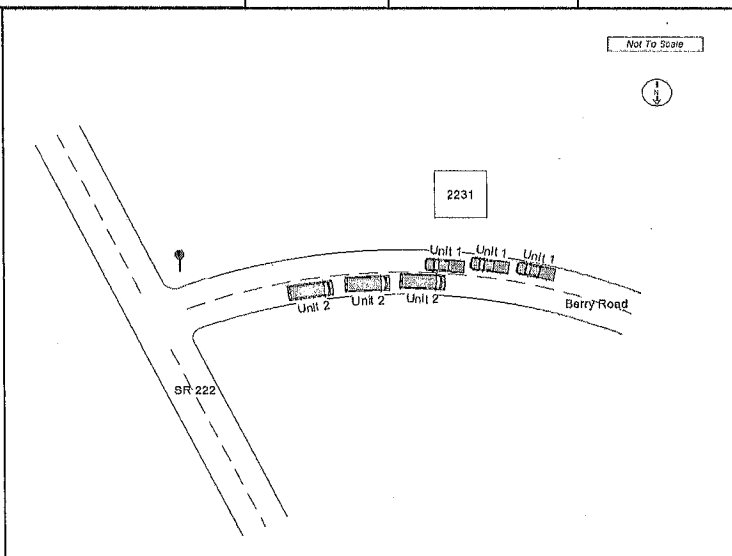 Not To Scale
N
2231
Unit 1 Unit 1 Unit 1
Unit 2 Unit 2 Unit 2
Barry Road
SR 222